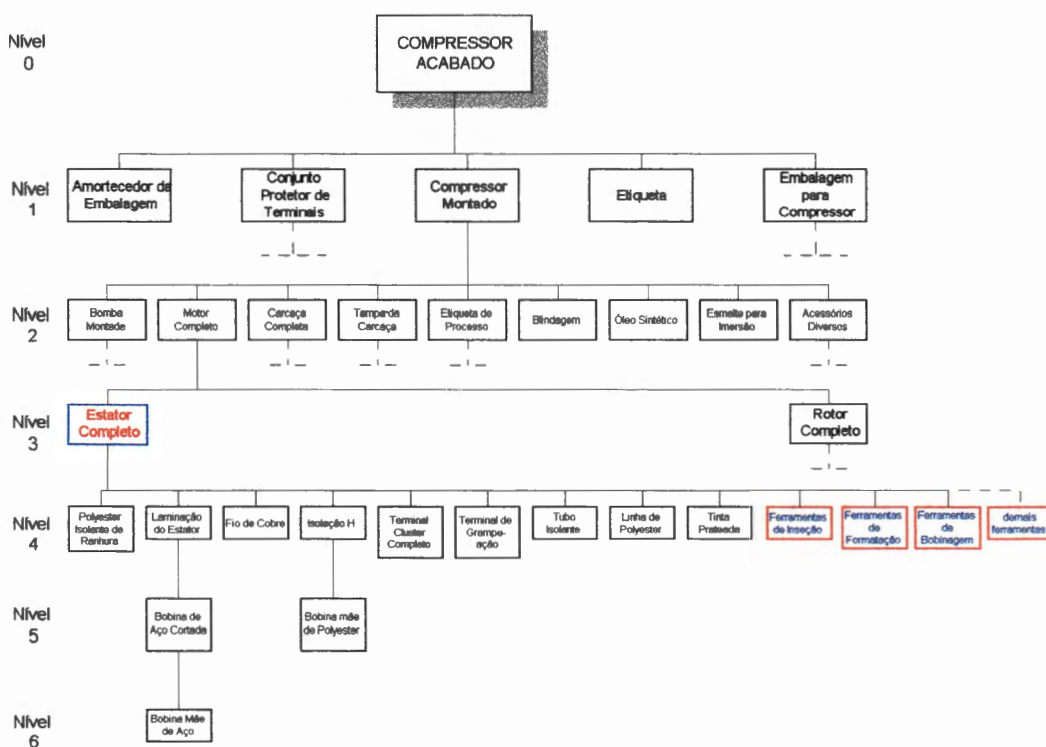 Nível
0
COMPRESSOR
ACABADO
Nível
1
Amortecedor de
Embalagem
Conjunto
Protetor de
Terminais
Compressor
Montado
Etiqueta
Embalagem
para
Compressor
Nível
2
Bomba
Montada
Motor
Completo
Carcaça
Completa
Tampa da
Carcaça
Etiqueta de
Processo
Blindagem
Óleo Sintético
Esmalte para
Imersão
Acessórios
Diversos
Nível
3
Estator
Completo
Rotor
Completo
Nível
4
Polyester
Isolante de
Ranhura
Laminação
do Estator
Fio de Cobre
Isolação H
Terminal
Cluster
Completo
Terminal de
Grampe-
ação
Tubo
Isolante
Linha de
Polyester
Tinta
Prateada
Ferramentas
de Inseção
Ferramentas
de
Formatação
Ferramentas
de
Bobinagem
demais
ferramentas
Nível
5
Bobina de
Aço Cortada
Bobina mãe
de Polyester
Nível
6
Bobina Mãe
de Aço